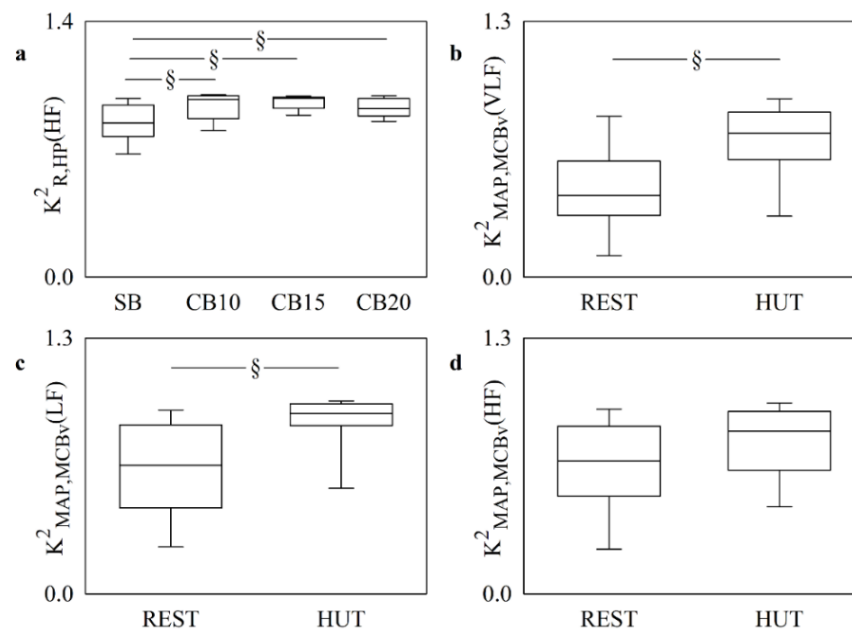 a
1.4
§
§
§
K²R,HP(HF)
0.0
SB CB10 CB15 CB20
b
1.3
§
K²MAP,MCBv(VLF)
0.0
REST HUT
c
1.3
§
K²MAP,MCBv(LF)
0.0
REST HUT
d
1.3
K²MAP,MCBv(HF)
0.0
REST HUT